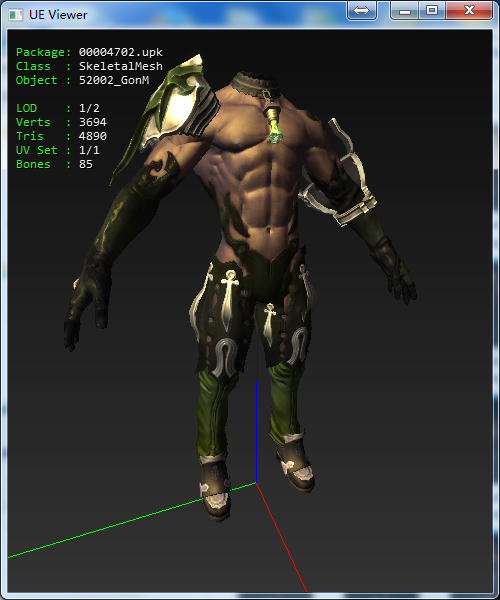 UE Viewer
Package: 00004702.upk
Class : SkeletalMesh
Object : 52002_GonM
LOD : 1/2
Verts : 3694
Tris : 4890
UV Set : 1/1
Bones : 85